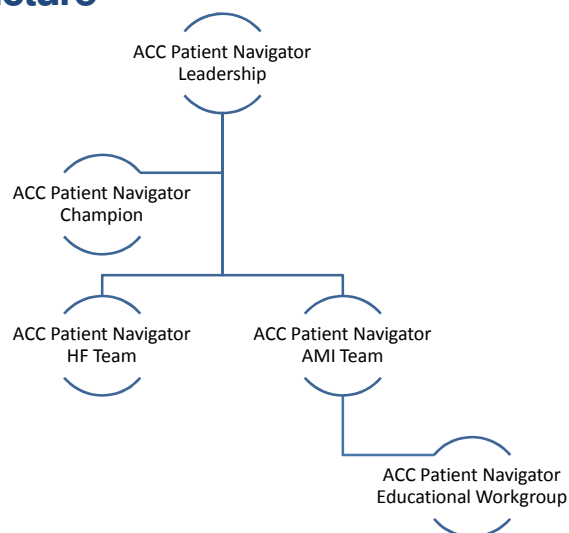 ACC Patient Navigator
Leadership
ACC Patient Navigator
Champion
ACC Patient Navigator
HF Team
ACC Patient Navigator
AMI Team
ACC Patient Navigator
Educational Workgroup